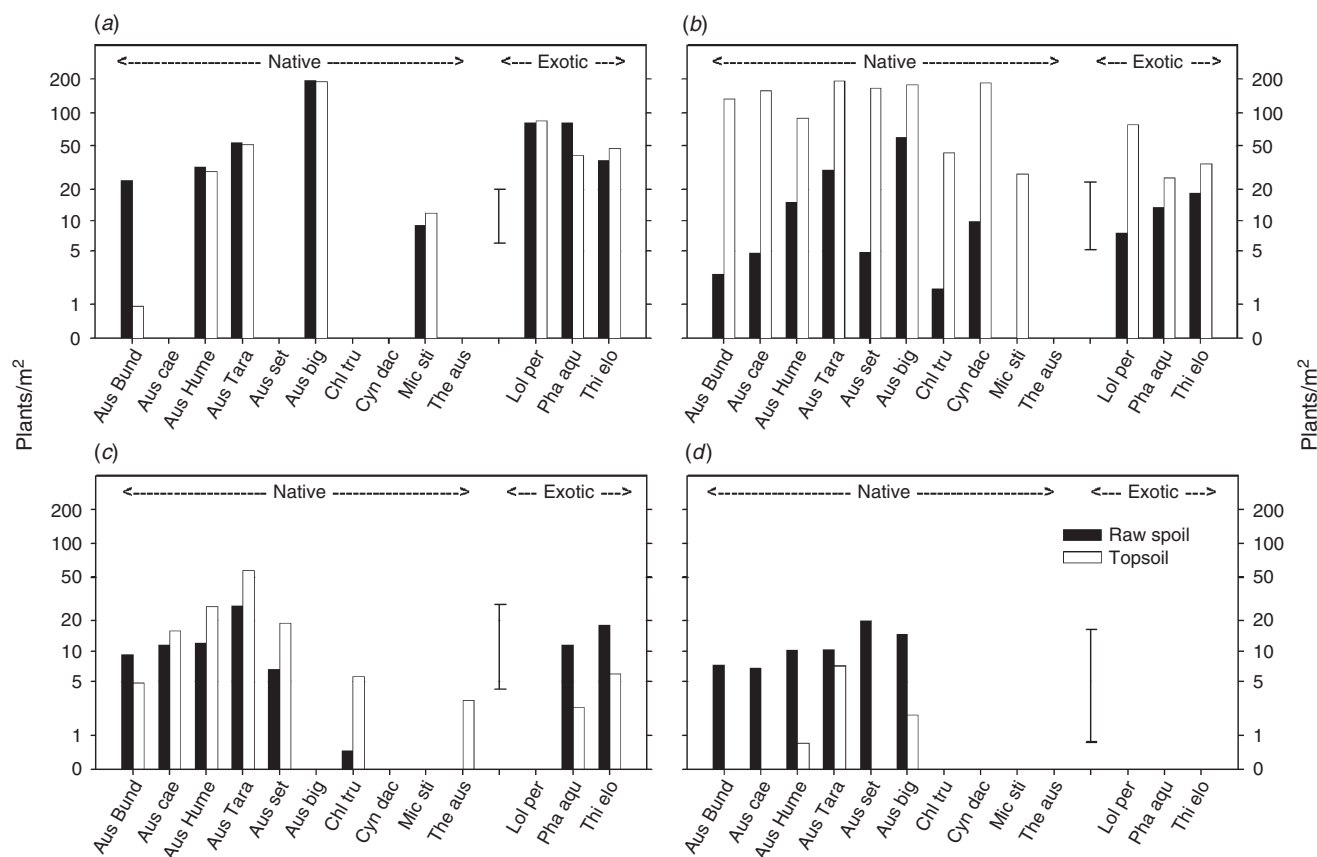 (a)
Native
Exotic
200
100
50
20
10
5
1
0
Aus Bund
Aus cae
Aus Hume
Aus Tara
Aus set
Aus big
Chl tru
Cyn dac
Mic sti
The aus
Lol per
Pha aqu
Thi elo
(b)
Native
Exotic
200
100
50
20
10
5
1
0
Aus Bund
Aus cae
Aus Hume
Aus Tara
Aus set
Aus big
Chl tru
Cyn dac
Mic sti
The aus
Lol per
Pha aqu
Thi elo
Plants/m²
Plants/m²
(c)
Native
Exotic
200
100
50
20
10
5
1
0
Aus Bund
Aus cae
Aus Hume
Aus Tara
Aus set
Aus big
Chl tru
Cyn dac
Mic sti
The aus
Lol per
Pha aqu
Thi elo
(d)
Native
Exotic
Raw spoil
Topsoil
200
100
50
20
10
5
1
0
Aus Bund
Aus cae
Aus Hume
Aus Tara
Aus set
Aus big
Chl tru
Cyn dac
Mic sti
The aus
Lol per
Pha aqu
Thi elo